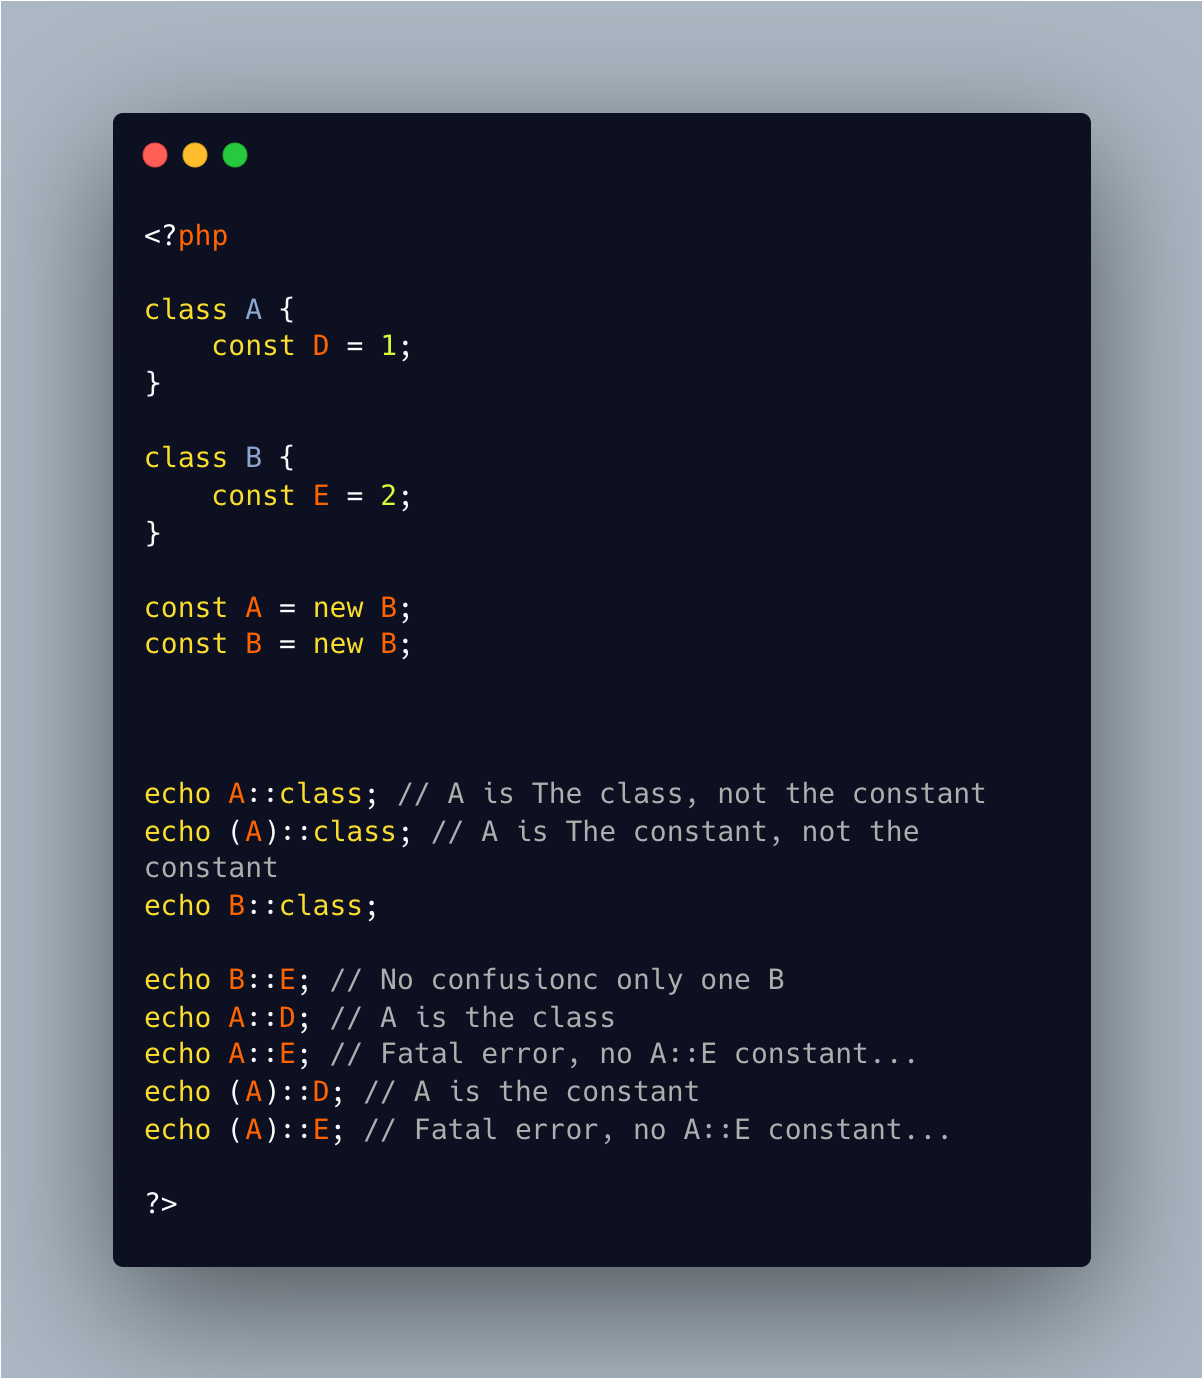 <?php
class A {
    const D = 1;
}
class B {
    const E = 2;
}
const A = new B;
const B = new B;
echo A::class; // A is The class, not the constant
echo (A)::class; // A is The constant, not the
constant
echo B::class;
echo B::E; // No confusionc only one B
echo A::D; // A is the class
echo A::E; // Fatal error, no A::E constant...
echo (A)::D; // A is the constant
echo (A)::E; // Fatal error, no A::E constant...
?>